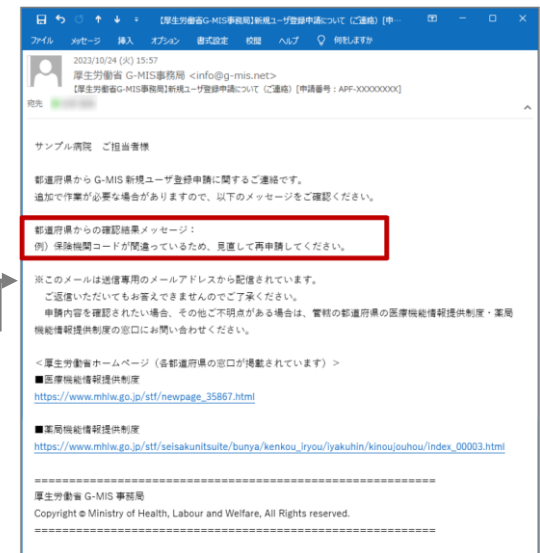 【厚生労働省G-MIS事務局】新規ユーザ登録申請について（ご連絡）[申…
ファイル メッセージ 挿入 オプション 書式設定 校閲 ヘルプ 何をしますか
2023/10/24 (火) 15:57
厚生労働省 G-MIS事務局 <info@g-mis.net>
【厚生労働省G-MIS事務局】新規ユーザ登録申請について（ご連絡）[申請番号：APF-XXXXXXXX]
宛先
サンプル病院　ご担当者様
都道府県から G-MIS 新規ユーザ登録申請に関するご連絡です。
追加で作業が必要な場合がありますので、以下のメッセージをご確認ください。
都道府県からの確認結果メッセージ：
例）保険機関コードが間違っているため、見直して再申請してください。
※このメールは送信専用のメールアドレスから配信されています。
ご返信いただいてもお答えできませんのでご了承ください。
申請内容を確認されたい場合、その他ご不明点がある場合は、管轄の都道府県の医療機能情報提供制度・薬局
機能情報提供制度の窓口にお問い合わせください。
＜厚生労働省ホームページ（各都道府県の窓口が掲載されています）＞
■医療機能情報提供制度
https://www.mhlw.go.jp/stf/newpage_35867.html
■薬局機能情報提供制度
https://www.mhlw.go.jp/stf/seisakunitsuite/bunya/kenkou_iryou/iyakuhin/kinoujouhou/index_00003.html
============================================================
厚生労働省 G-MIS 事務局
Copyright © Ministry of Health, Labour and Welfare, All Rights reserved.
============================================================